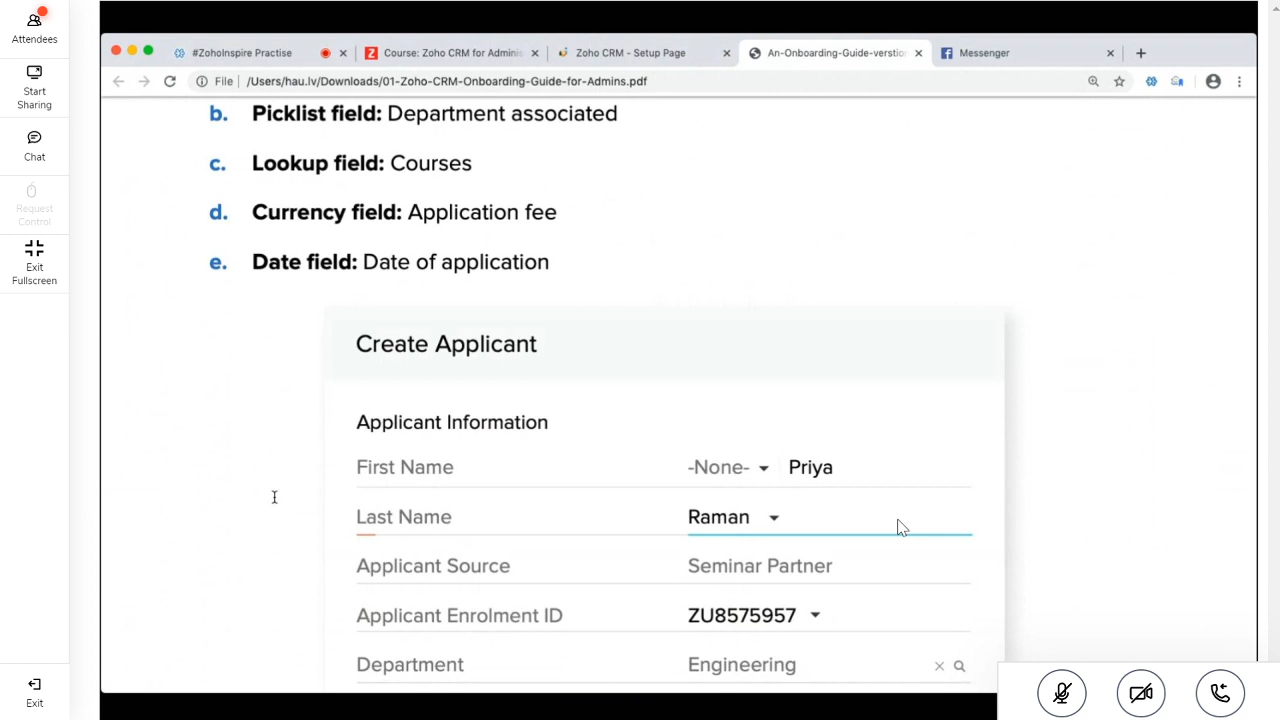 Attendees
Start
Sharing
Chat
Request
Control
Exit
Fullscreen
Exit
#ZohoInspire Practise
Course: Zoho CRM for Adminis
Zoho CRM - Setup Page
An-Onboarding-Guide-verstio
Messenger
File /Users/hau.lv/Downloads/01-Zoho-CRM-Onboarding-Guide-for-Admins.pdf
b. Picklist field: Department associated
c. Lookup field: Courses
d. Currency field: Application fee
e. Date field: Date of application
Create Applicant
Applicant Information
First Name -None- Priya
Last Name Raman
Applicant Source Seminar Partner
Applicant Enrolment ID ZU8575957
Department Engineering